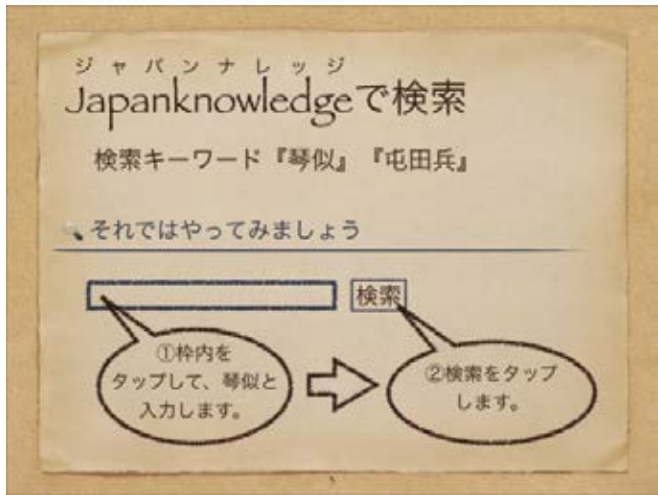 ジャパンナレッジ
Japanknowledgeで検索
検索キーワード『琴似』『屯田兵』
それではやってみましょう
検索
①枠内を
タップして、琴似と
入力します。
②検索をタップ
します。